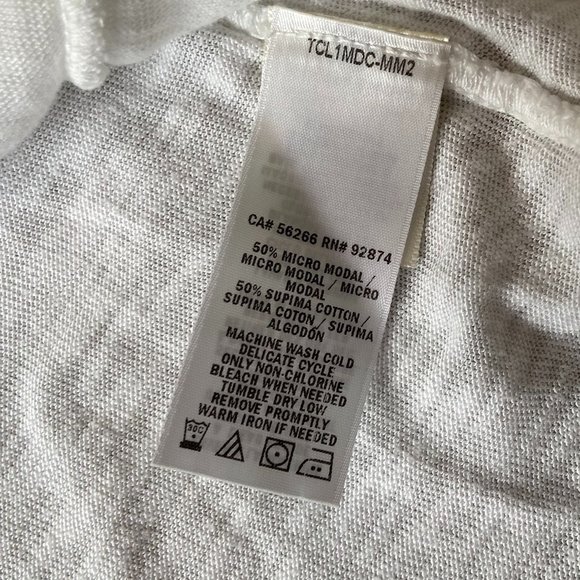 TCL1MDC-MM2
CA# 56266 RN# 92874
50% MICRO MODAL/
MICRO MODAL / MICRO
MODAL
50% SUPIMA COTTON/
SUPIMA COTON/SUPIMA
ALGODÓN
MACHINE WASH COLD
DELICATE CYCLE
ONLY NON-CHLORINE
BLEACH WHEN NEEDED
TUMBLE DRY LOW
REMOVE PROMPTLY
WARM IRON IF NEEDED
30C